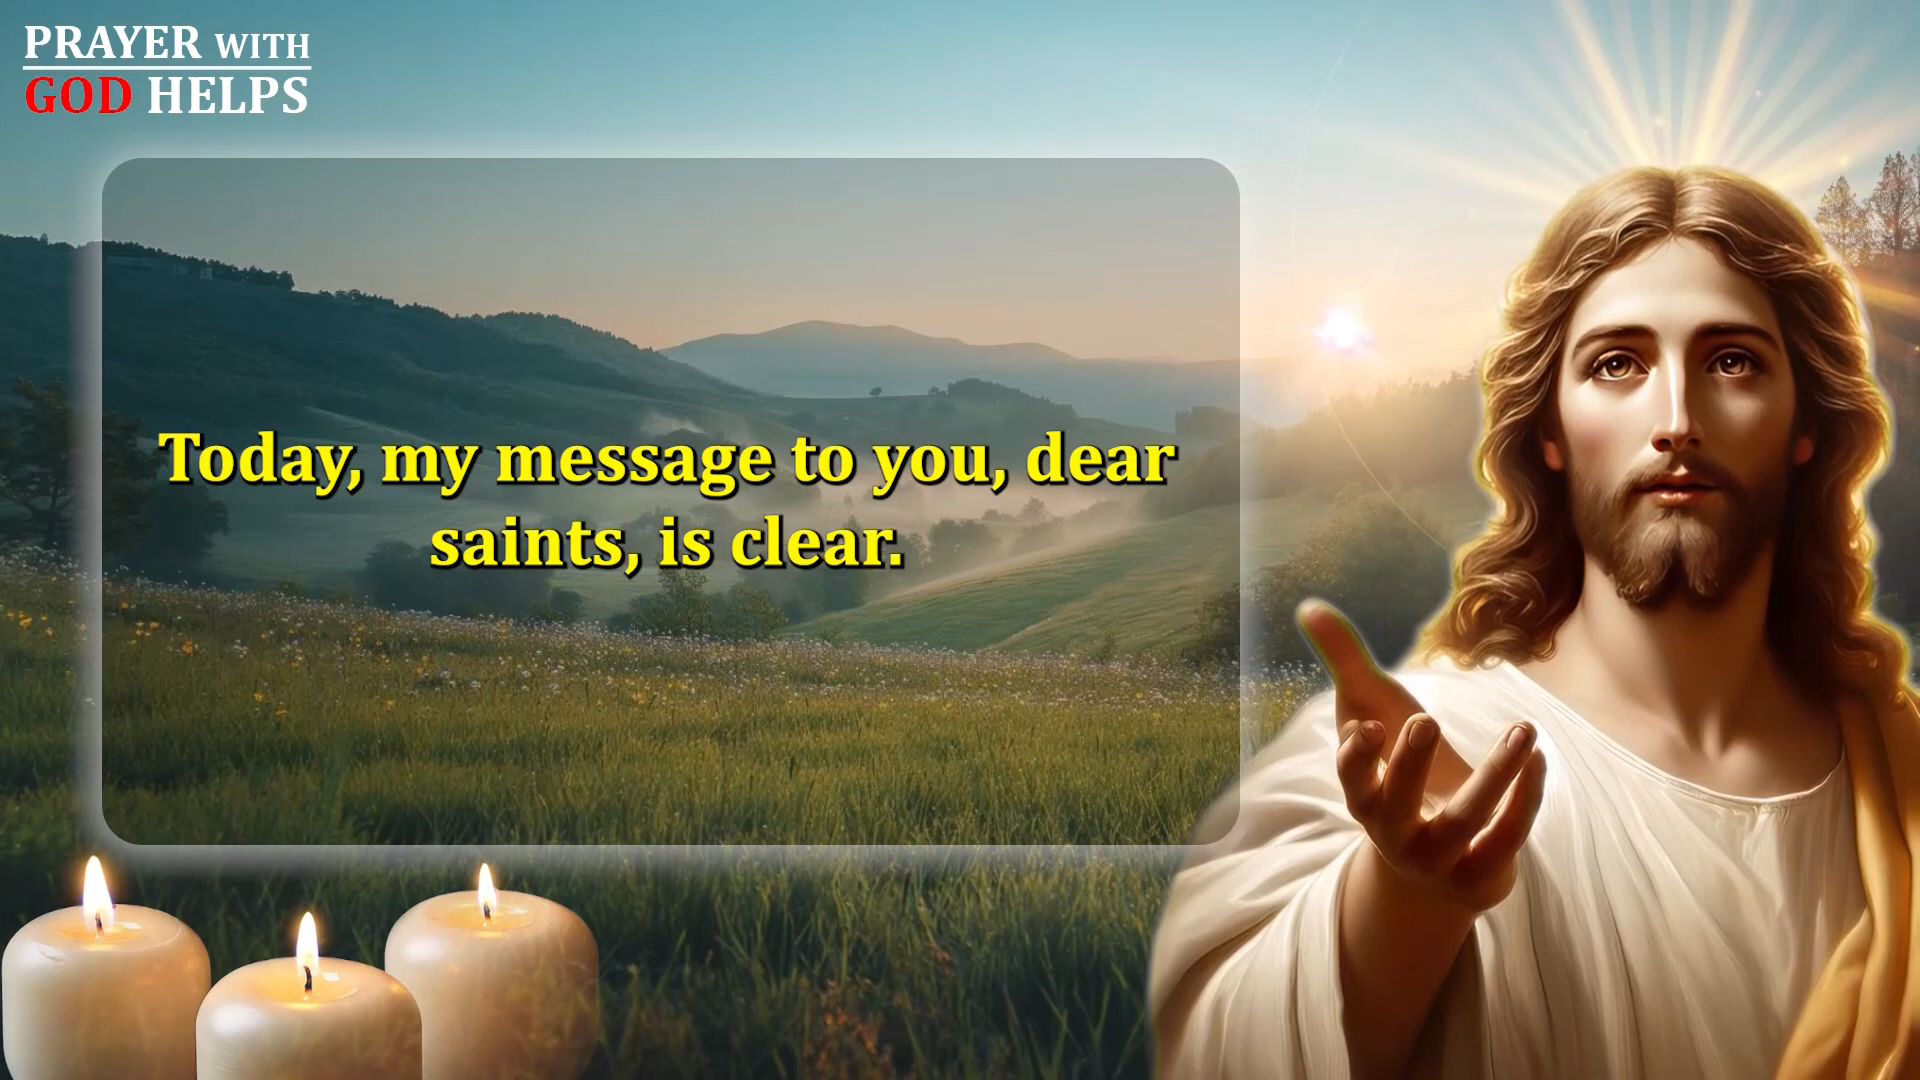 PRAYER WITH
GOD HELPS
Today, my message to you, dear
saints, is clear.